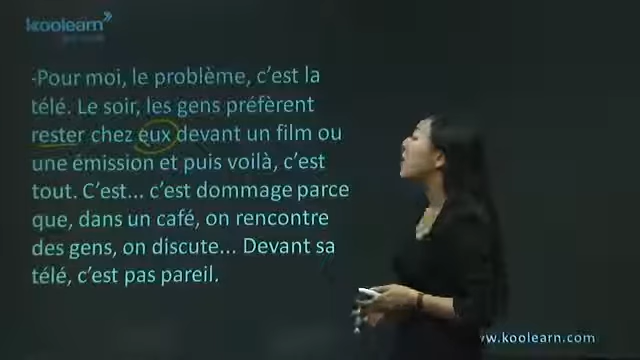 koolearn
-Pour moi, le problème, c’est la
télé. Le soir, les gens préfèrent
rester chez eux devant un film ou
une émission et puis voilà, c’est
tout. C’est... c’est dommage parce
que, dans un café, on rencontre
des gens, on discute... Devant sa
télé, c’est pas pareil.
w.koolearn.com